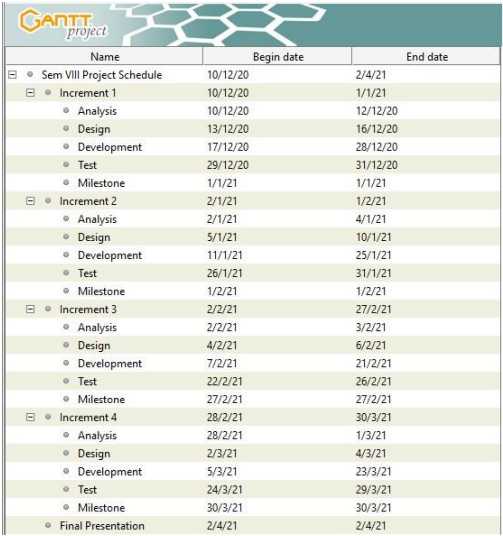 GANTT
project
Name Begin date End date
Sem VIII Project Schedule 10/12/20 2/4/21
Increment 1 10/12/20 1/1/21
Analysis 10/12/20 12/12/20
Design 13/12/20 16/12/20
Development 17/12/20 28/12/20
Test 29/12/20 31/12/20
Milestone 1/1/21 1/1/21
Increment 2 2/1/21 1/2/21
Analysis 2/1/21 4/1/21
Design 5/1/21 10/1/21
Development 11/1/21 25/1/21
Test 26/1/21 31/1/21
Milestone 1/2/21 1/2/21
Increment 3 2/2/21 27/2/21
Analysis 2/2/21 3/2/21
Design 4/2/21 6/2/21
Development 7/2/21 21/2/21
Test 22/2/21 26/2/21
Milestone 27/2/21 27/2/21
Increment 4 28/2/21 30/3/21
Analysis 28/2/21 1/3/21
Design 2/3/21 4/3/21
Development 5/3/21 23/3/21
Test 24/3/21 29/3/21
Milestone 30/3/21 30/3/21
Final Presentation 2/4/21 2/4/21